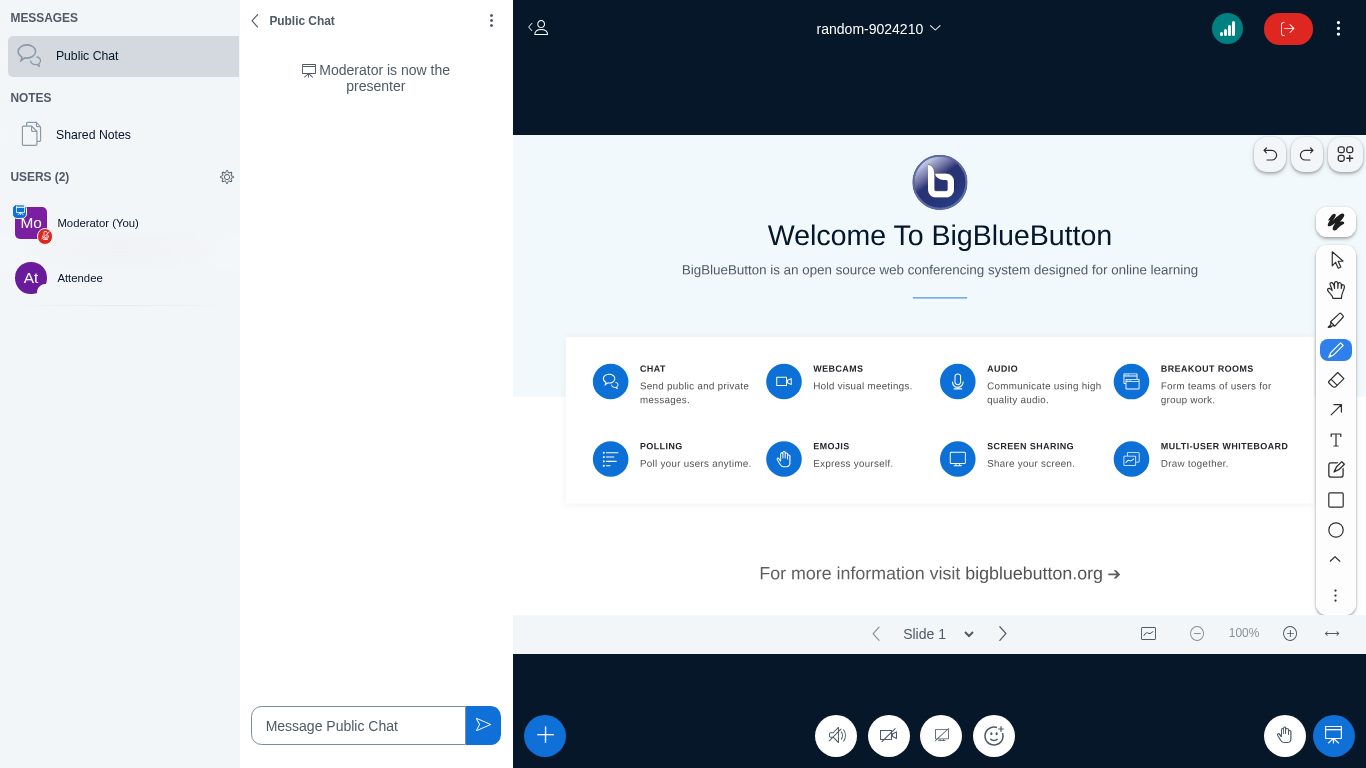 MESSAGES
Public Chat
NOTES
Shared Notes
USERS (2)
Mo
Moderator (You)
At
Attendee
Public Chat
Moderator is now the
presenter
Message Public Chat
random-9024210
Welcome To BigBlueButton
BigBlueButton is an open source web conferencing system designed for online learning
CHAT
Send public and private
messages.
WEBCAMS
Hold visual meetings.
AUDIO
Communicate using high
quality audio.
BREAKOUT ROOMS
Form teams of users for
group work.
POLLING
Poll your users anytime.
EMOJIS
Express yourself.
SCREEN SHARING
Share your screen.
MULTI-USER WHITEBOARD
Draw together.
For more information visit bigbluebutton.org →
Slide 1
100%